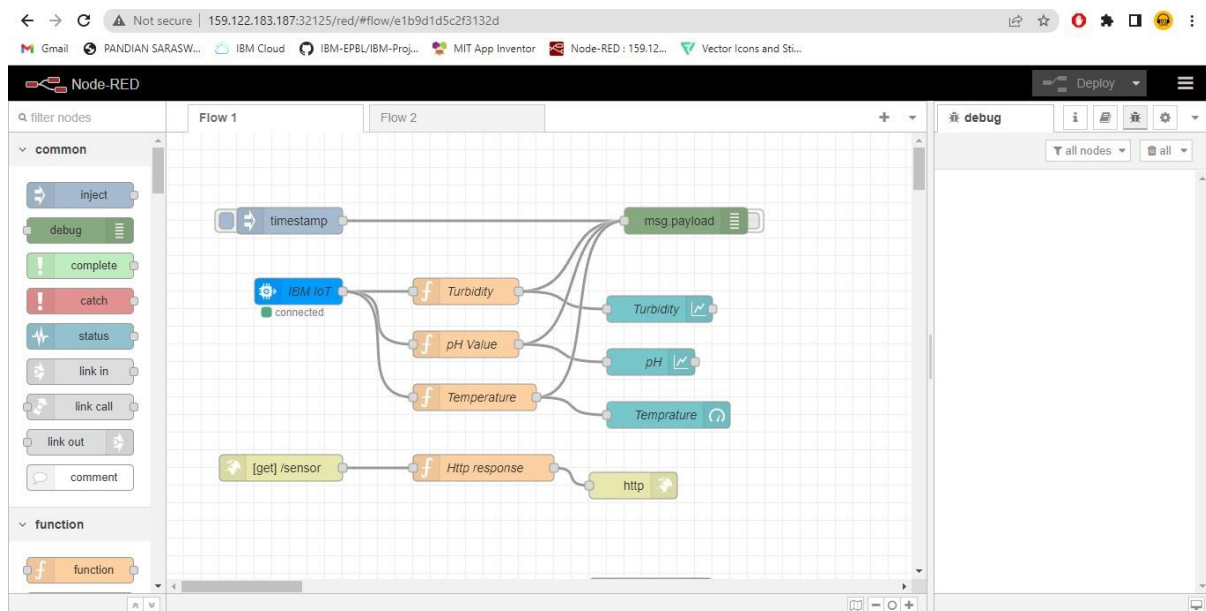 Not secure | 159.122.183.187:32125/red/#flow/e1b9d1d5c2f3132d
Gmail PANDIAN SARASW... IBM Cloud IBM-EPBL/IBM-Proj... MIT App Inventor Node-RED : 159.12... Vector Icons and Sti...
Node-RED Deploy
filter nodes Flow 1 Flow 2 debug
common all nodes all
inject
debug
complete
catch
status
link in
link call
link out
comment
function
function
timestamp msg.payload
IBM IoT Turbidity
connected Turbidity
pH Value
pH
Temperature
Temprature
[get] /sensor Http response
http